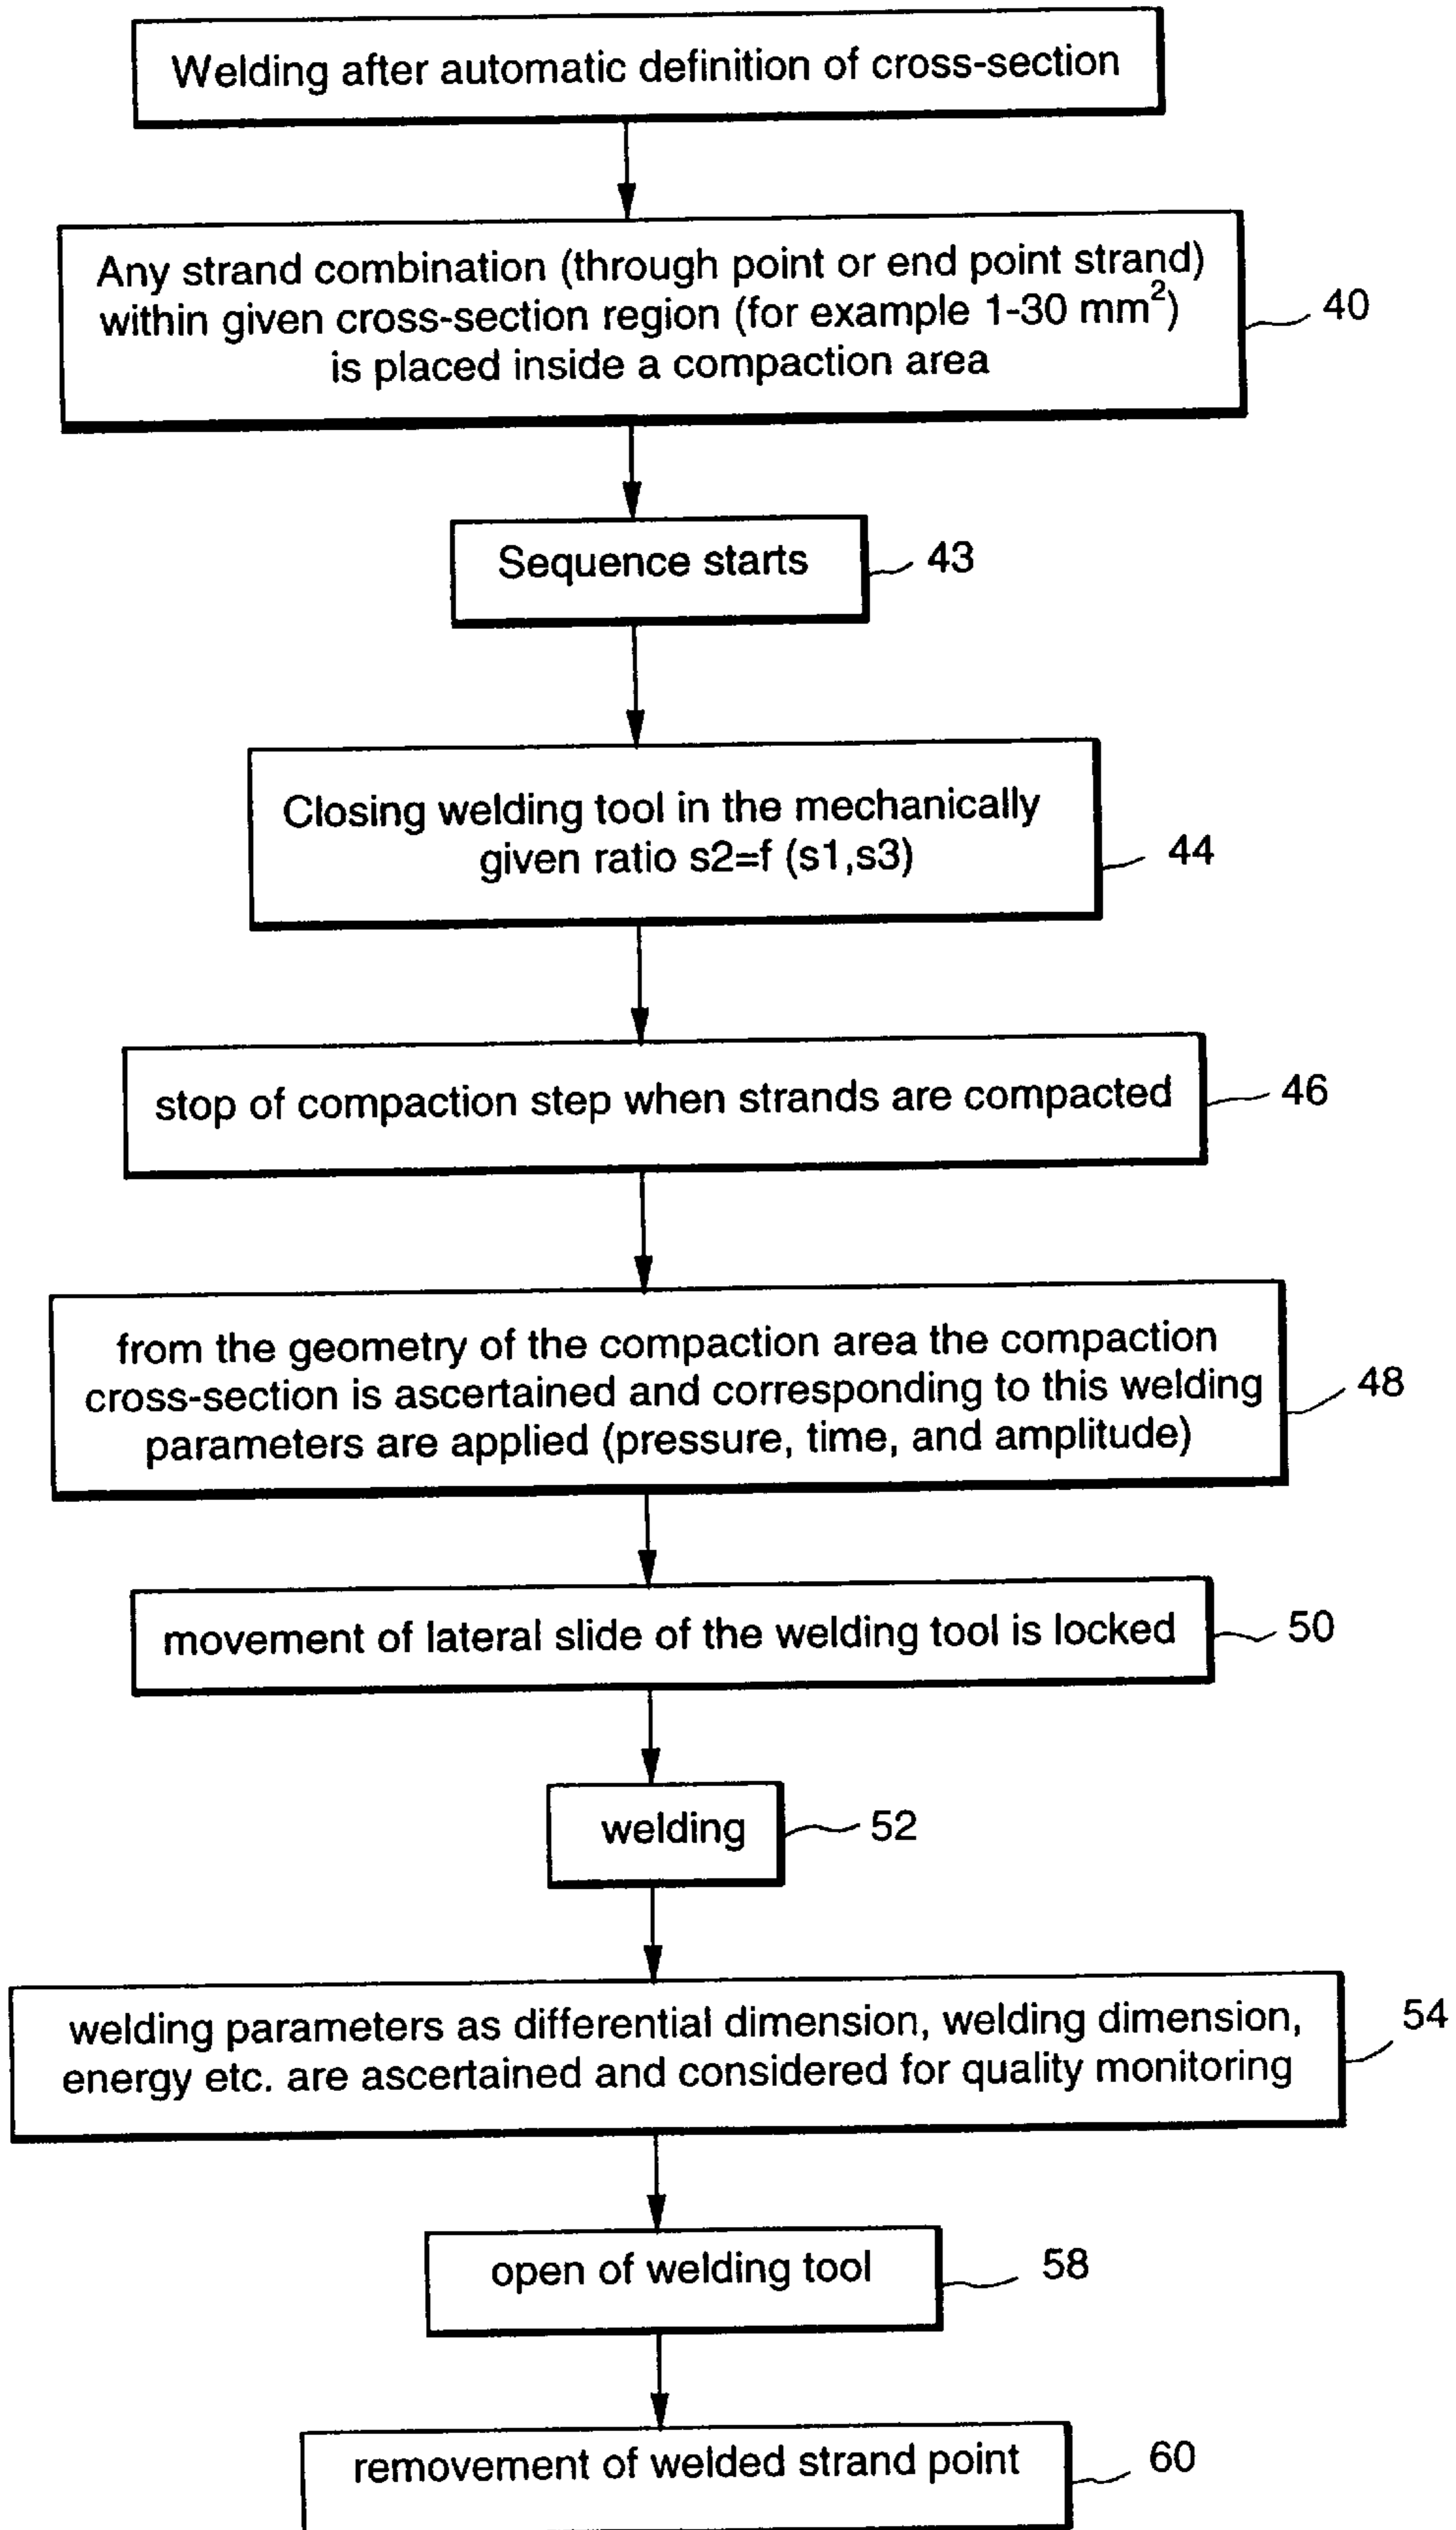 Welding after automatic definition of cross-section
Any strand combination (through point or end point strand)
within given cross-section region (for example 1-30 mm²)
is placed inside a compaction area
40
Sequence starts
43
Closing welding tool in the mechanically
given ratio s2=f (s1,s3)
44
stop of compaction step when strands are compacted
46
from the geometry of the compaction area the compaction
cross-section is ascertained and corresponding to this welding
parameters are applied (pressure, time, and amplitude)
48
movement of lateral slide of the welding tool is locked
50
welding
52
welding parameters as differential dimension, welding dimension,
energy etc. are ascertained and considered for quality monitoring
54
open of welding tool
58
removement of welded strand point
60